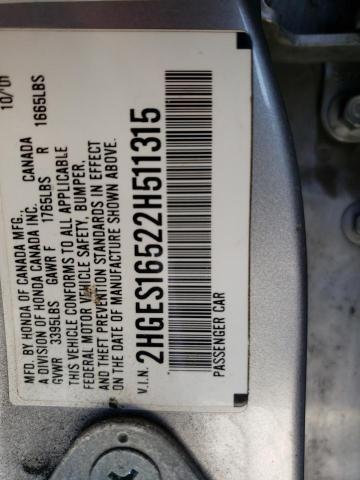 MFD. BY HONDA OF CANADA MFG., 10/01
A DIVISION OF HONDA CANADA INC. CANADA
GVWR 3395LBS GAWR F 1765LBS R 1665LBS
THIS VEHICLE CONFORMS TO ALL APPLICABLE
FEDERAL MOTOR VEHICLE SAFETY, BUMPER,
AND THEFT PREVENTION STANDARDS IN EFFECT
ON THE DATE OF MANUFACTURE SHOWN ABOVE.
V.I.N. 2HGES16522H511315
PASSENGER CAR